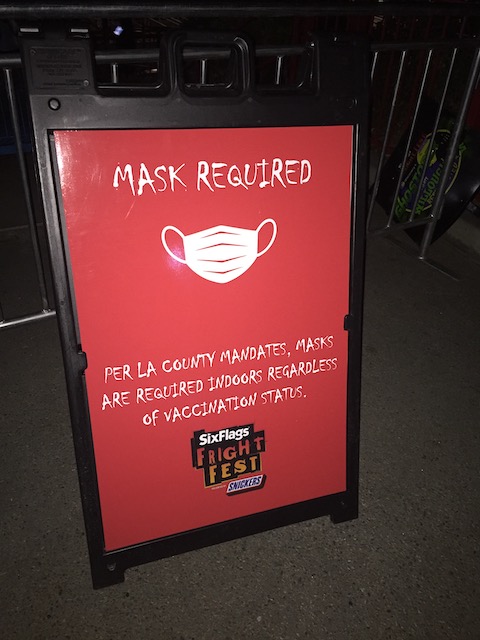 MASK REQUIRED
PER LA COUNTY MANDATES, MASKS
ARE REQUIRED INDOORS REGARDLESS
OF VACCINATION STATUS.
SixFlags
FRIGHT
FEST
SNICKERS